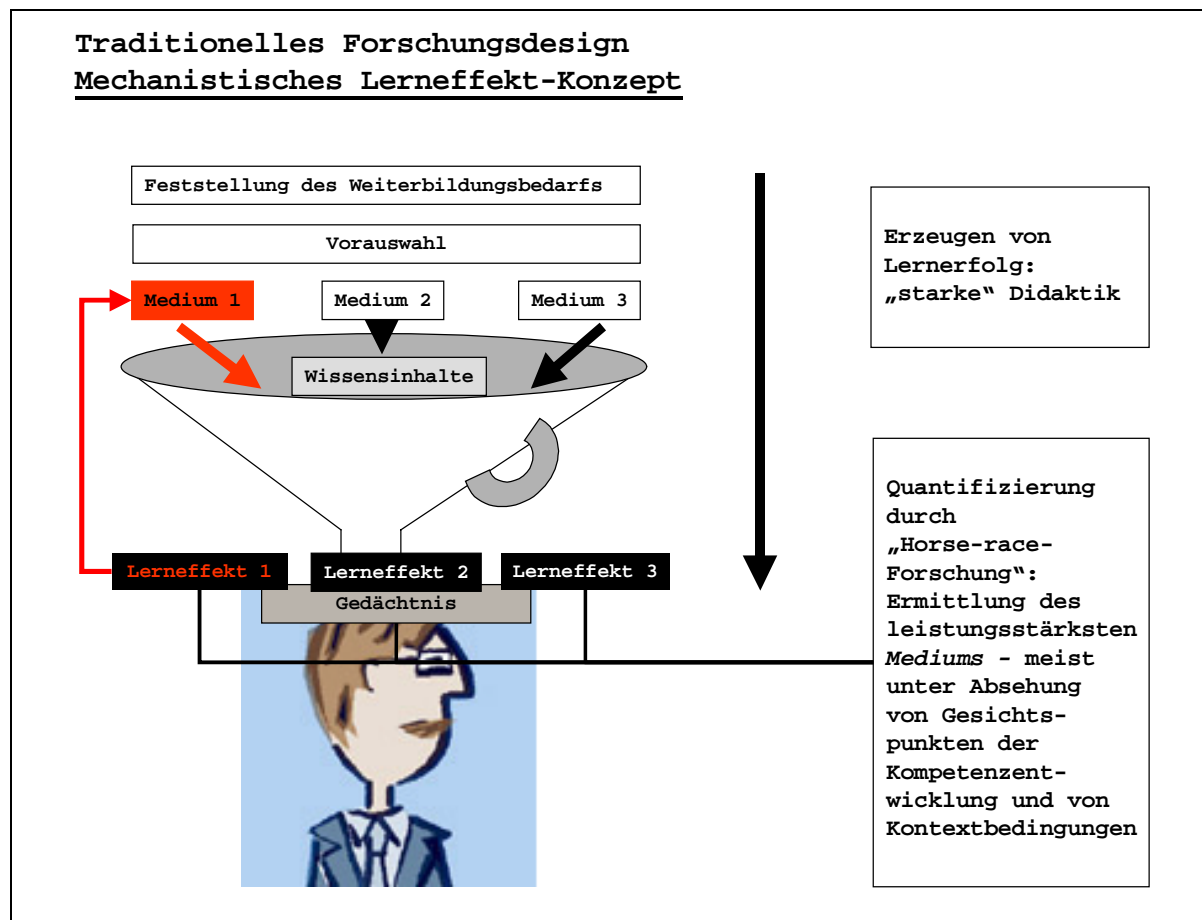 Traditionelles Forschungsdesign
Mechanistisches Lerneffekt-Konzept
Feststellung des Weiterbildungsbedarfs
Vorauswahl
Medium 1
Medium 2
Medium 3
Wissensinhalte
Lerneffekt 1
Lerneffekt 2
Lerneffekt 3
Gedächtnis
Erzeugen von
Lernerfolg:
„starke“ Didaktik
Quantifizierung
durch
„Horse-race-
Forschung“:
Ermittlung des
leistungsstärksten
Mediums - meist
unter Absehung
von Gesichts-
punkten der
Kompetenzent-
wicklung und von
Kontextbedingungen